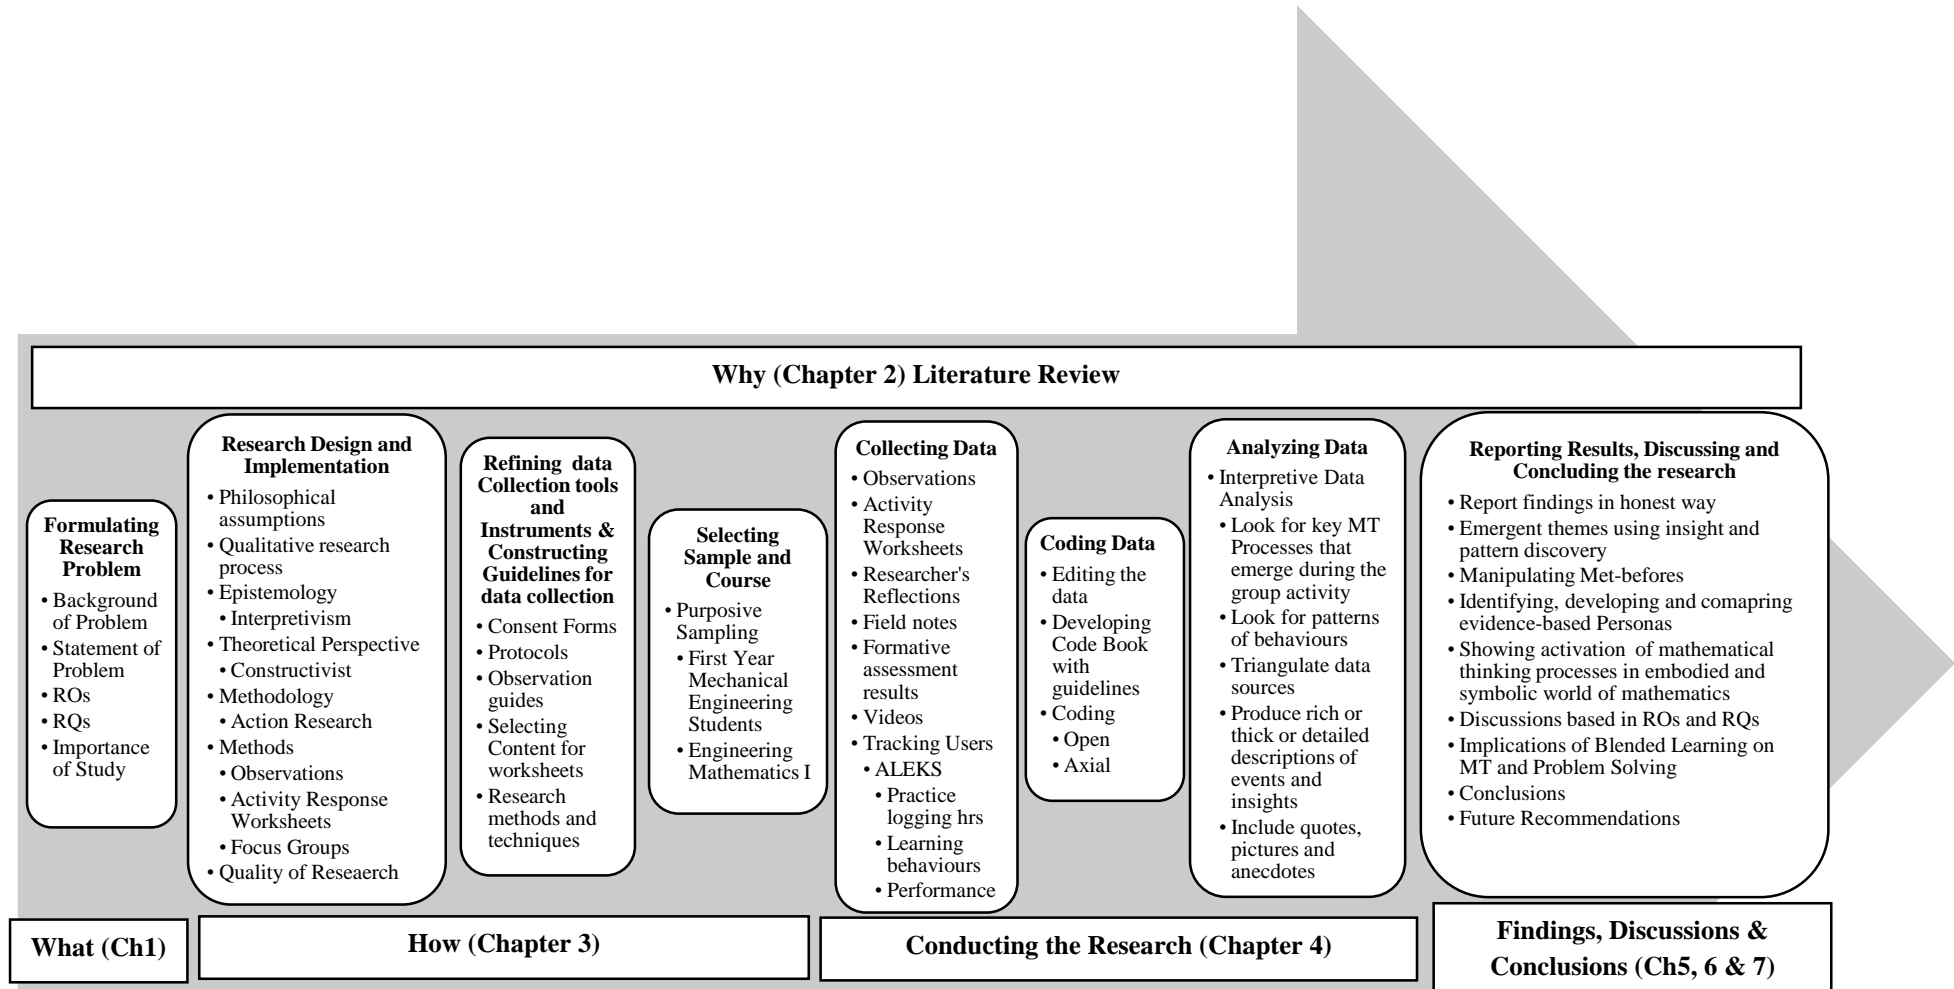 Why (Chapter 2) Literature Review
Formulating
Research
Problem
• Background
of Problem
• Statement of
Problem
• ROs
• RQs
• Importance
of Study
Research Design and
Implementation
• Philosophical
assumptions
• Qualitative research
process
• Epistemology
• Interpretivism
• Theoretical Perspective
• Constructivist
• Methodology
• Action Research
• Methods
• Observations
• Activity Response
Worksheets
• Focus Groups
• Quality of Reseaerch
Refining data
Collection tools
and
Instruments &
Constructing
Guidelines for
data collection
• Consent Forms
• Protocols
• Observation
guides
• Selecting
Content for
worksheets
• Research
methods and
techniques
Selecting
Sample and
Course
• Purposive
Sampling
• First Year
Mechanical
Engineering
Students
• Engineering
Mathematics I
Collecting Data
• Observations
• Activity
Response
Worksheets
• Researcher's
Reflections
• Field notes
• Formative
assessment
results
• Videos
• Tracking Users
• ALEKS
• Practice
logging hrs
• Learning
behaviours
• Performance
Coding Data
• Editing the
data
• Developing
Code Book
with
guidelines
• Coding
• Open
• Axial
Analyzing Data
• Interpretive Data
Analysis
• Look for key MT
Processes that
emerge during the
group activity
• Look for patterns
of behaviours
• Triangulate data
sources
• Produce rich or
thick or detailed
descriptions of
events and
insights
• Include quotes,
pictures and
anecdotes
Reporting Results, Discussing and
Concluding the research
• Report findings in honest way
• Emergent themes using insight and
pattern discovery
• Manipulating Met-befores
• Identifying, developing and comapring
evidence-based Personas
• Showing activation of mathematical
thinking processes in embodied and
symbolic world of mathematics
• Discussions based in ROs and RQs
• Implications of Blended Learning on
MT and Problem Solving
• Conclusions
• Future Recommendations
What (Ch1)
How (Chapter 3)
Conducting the Research (Chapter 4)
Findings, Discussions &
Conclusions (Ch5, 6 & 7)